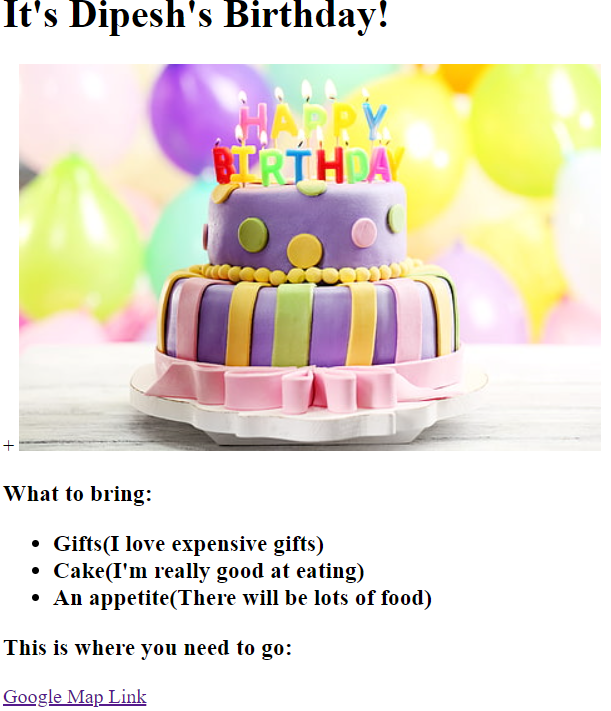 It's Dipesh's Birthday!
HAPPY
BIRTHDAY
+
What to bring:
• Gifts(I love expensive gifts)
• Cake(I'm really good at eating)
• An appetite(There will be lots of food)
This is where you need to go:
Google Map Link